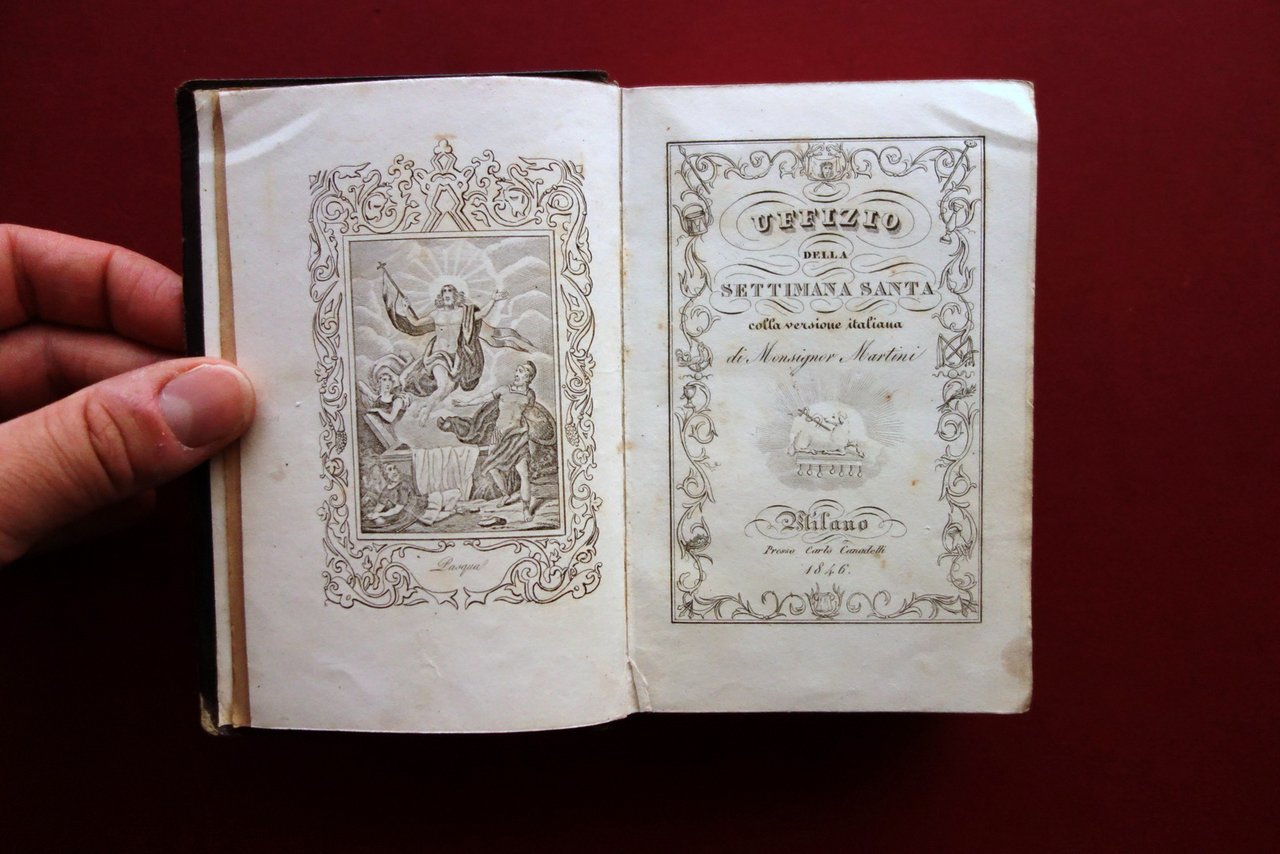 Pasqua
UFFIZIO
DELLA
SETTIMANA SANTA
colla versione italiana
di Monsignor Martini
Milano
Presso Carlo Canadelli
1846.